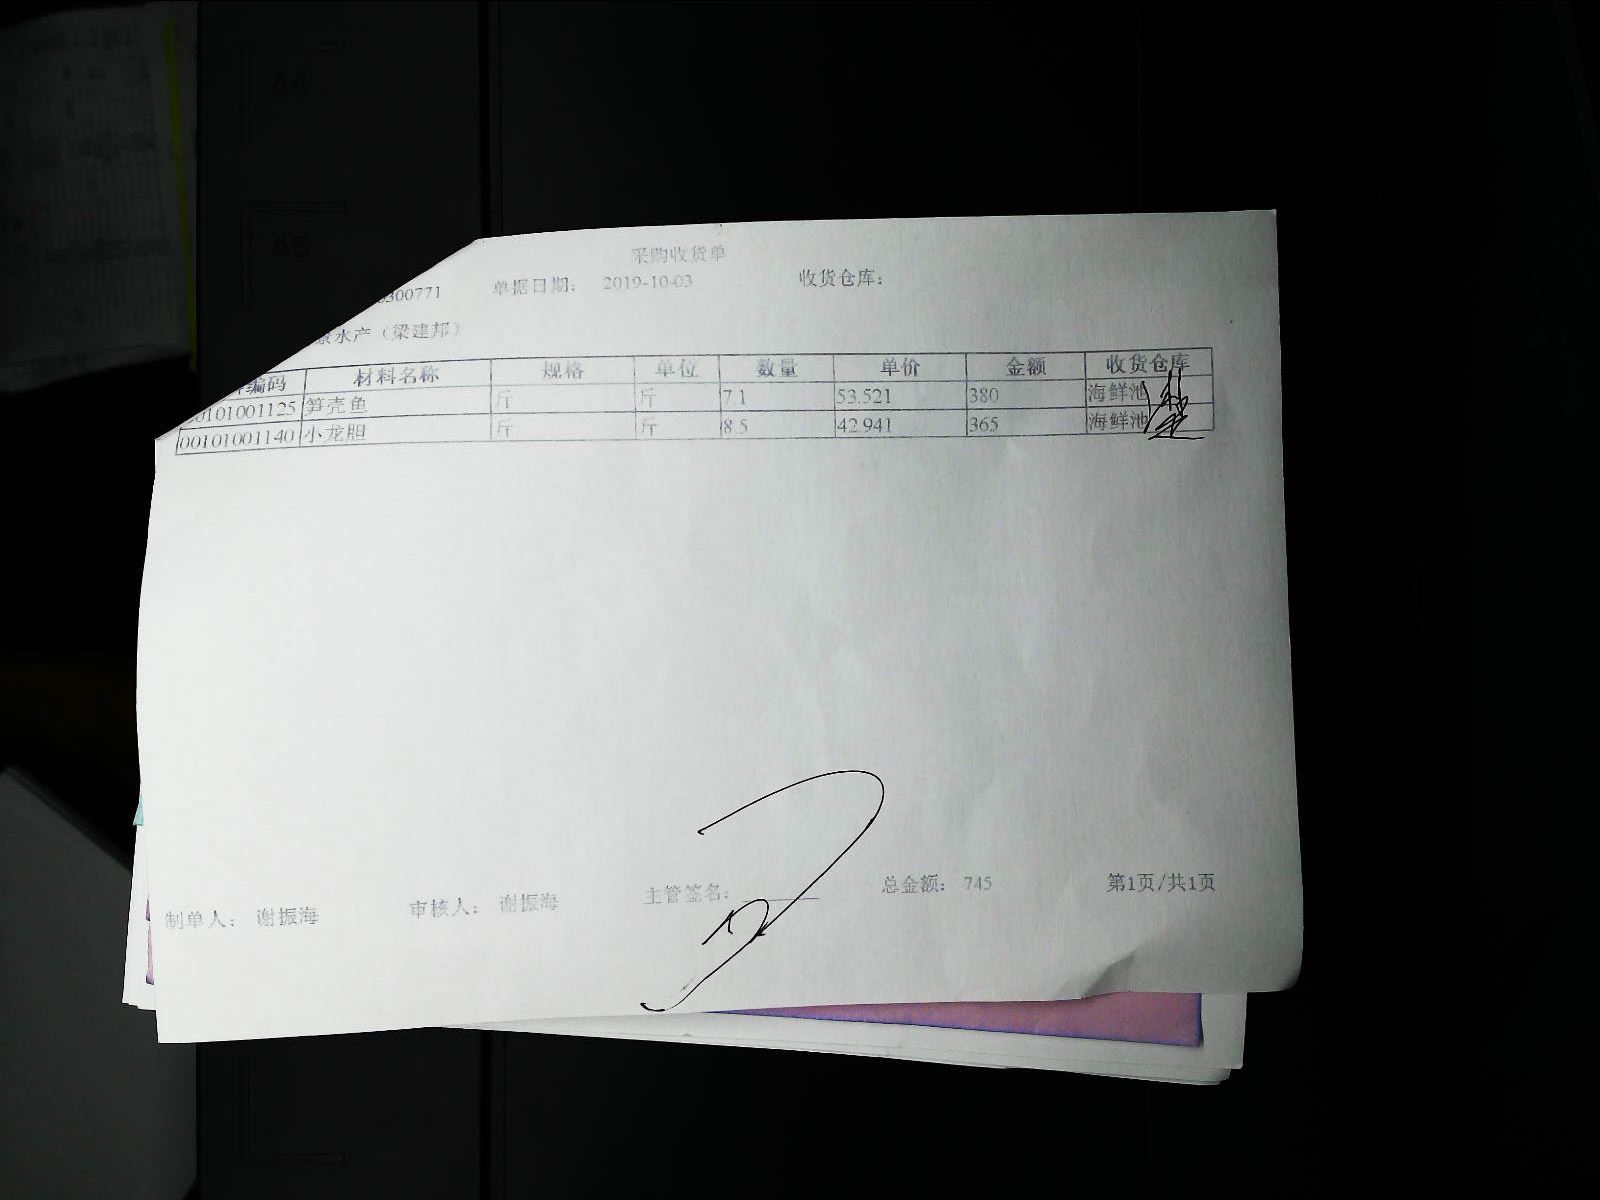 采购收货单
300771 单据日期： 2019-10-03 收货仓库：
水产（梁建邦）
编码 材料名称 规格 单位 数量 单价 金额 收货仓库
0101001125 笋壳鱼 斤 斤 7.1 53.521 380 海鲜池
00101001140 小龙胆 斤 斤 8.5 42.941 365 海鲜池
制单人： 谢振海 审核人： 谢振海 主管签名： 总金额： 745 第1页/共1页
A4
A5